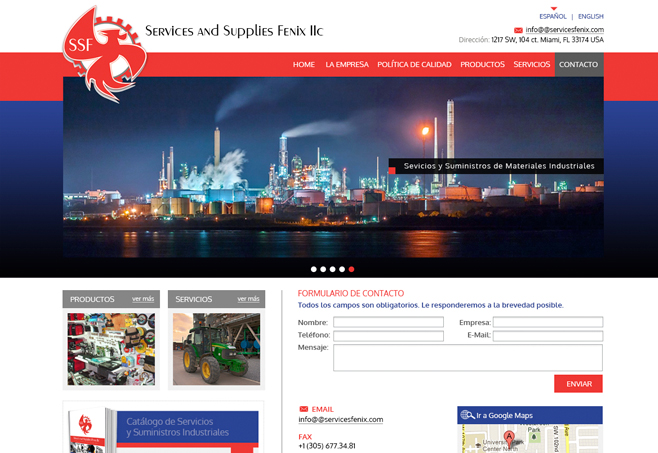 SSF
Services and Supplies Fenix llc
ESPAÑOL | ENGLISH
info@@servicesfenix.com
Dirección: 1217 SW, 104 ct. Miami, FL 33174 USA
HOME LA EMPRESA POLÍTICA DE CALIDAD PRODUCTOS SERVICIOS CONTACTO
Sevicios y Suministros de Materiales Industriales
PRODUCTOS ver más
SERVICIOS ver más
FORMULARIO DE CONTACTO
Todos los campos son obligatorios. Le responderemos a la brevedad posible.
Nombre: Empresa:
Teléfono: E-Mail:
Mensaje:
ENVIAR
Catálogo de Servicios
y Suministros Industriales
EMAIL
info@@servicesfenix.com
FAX
+1 (305) 677.34.81
Ir a Google Maps
A
Center North